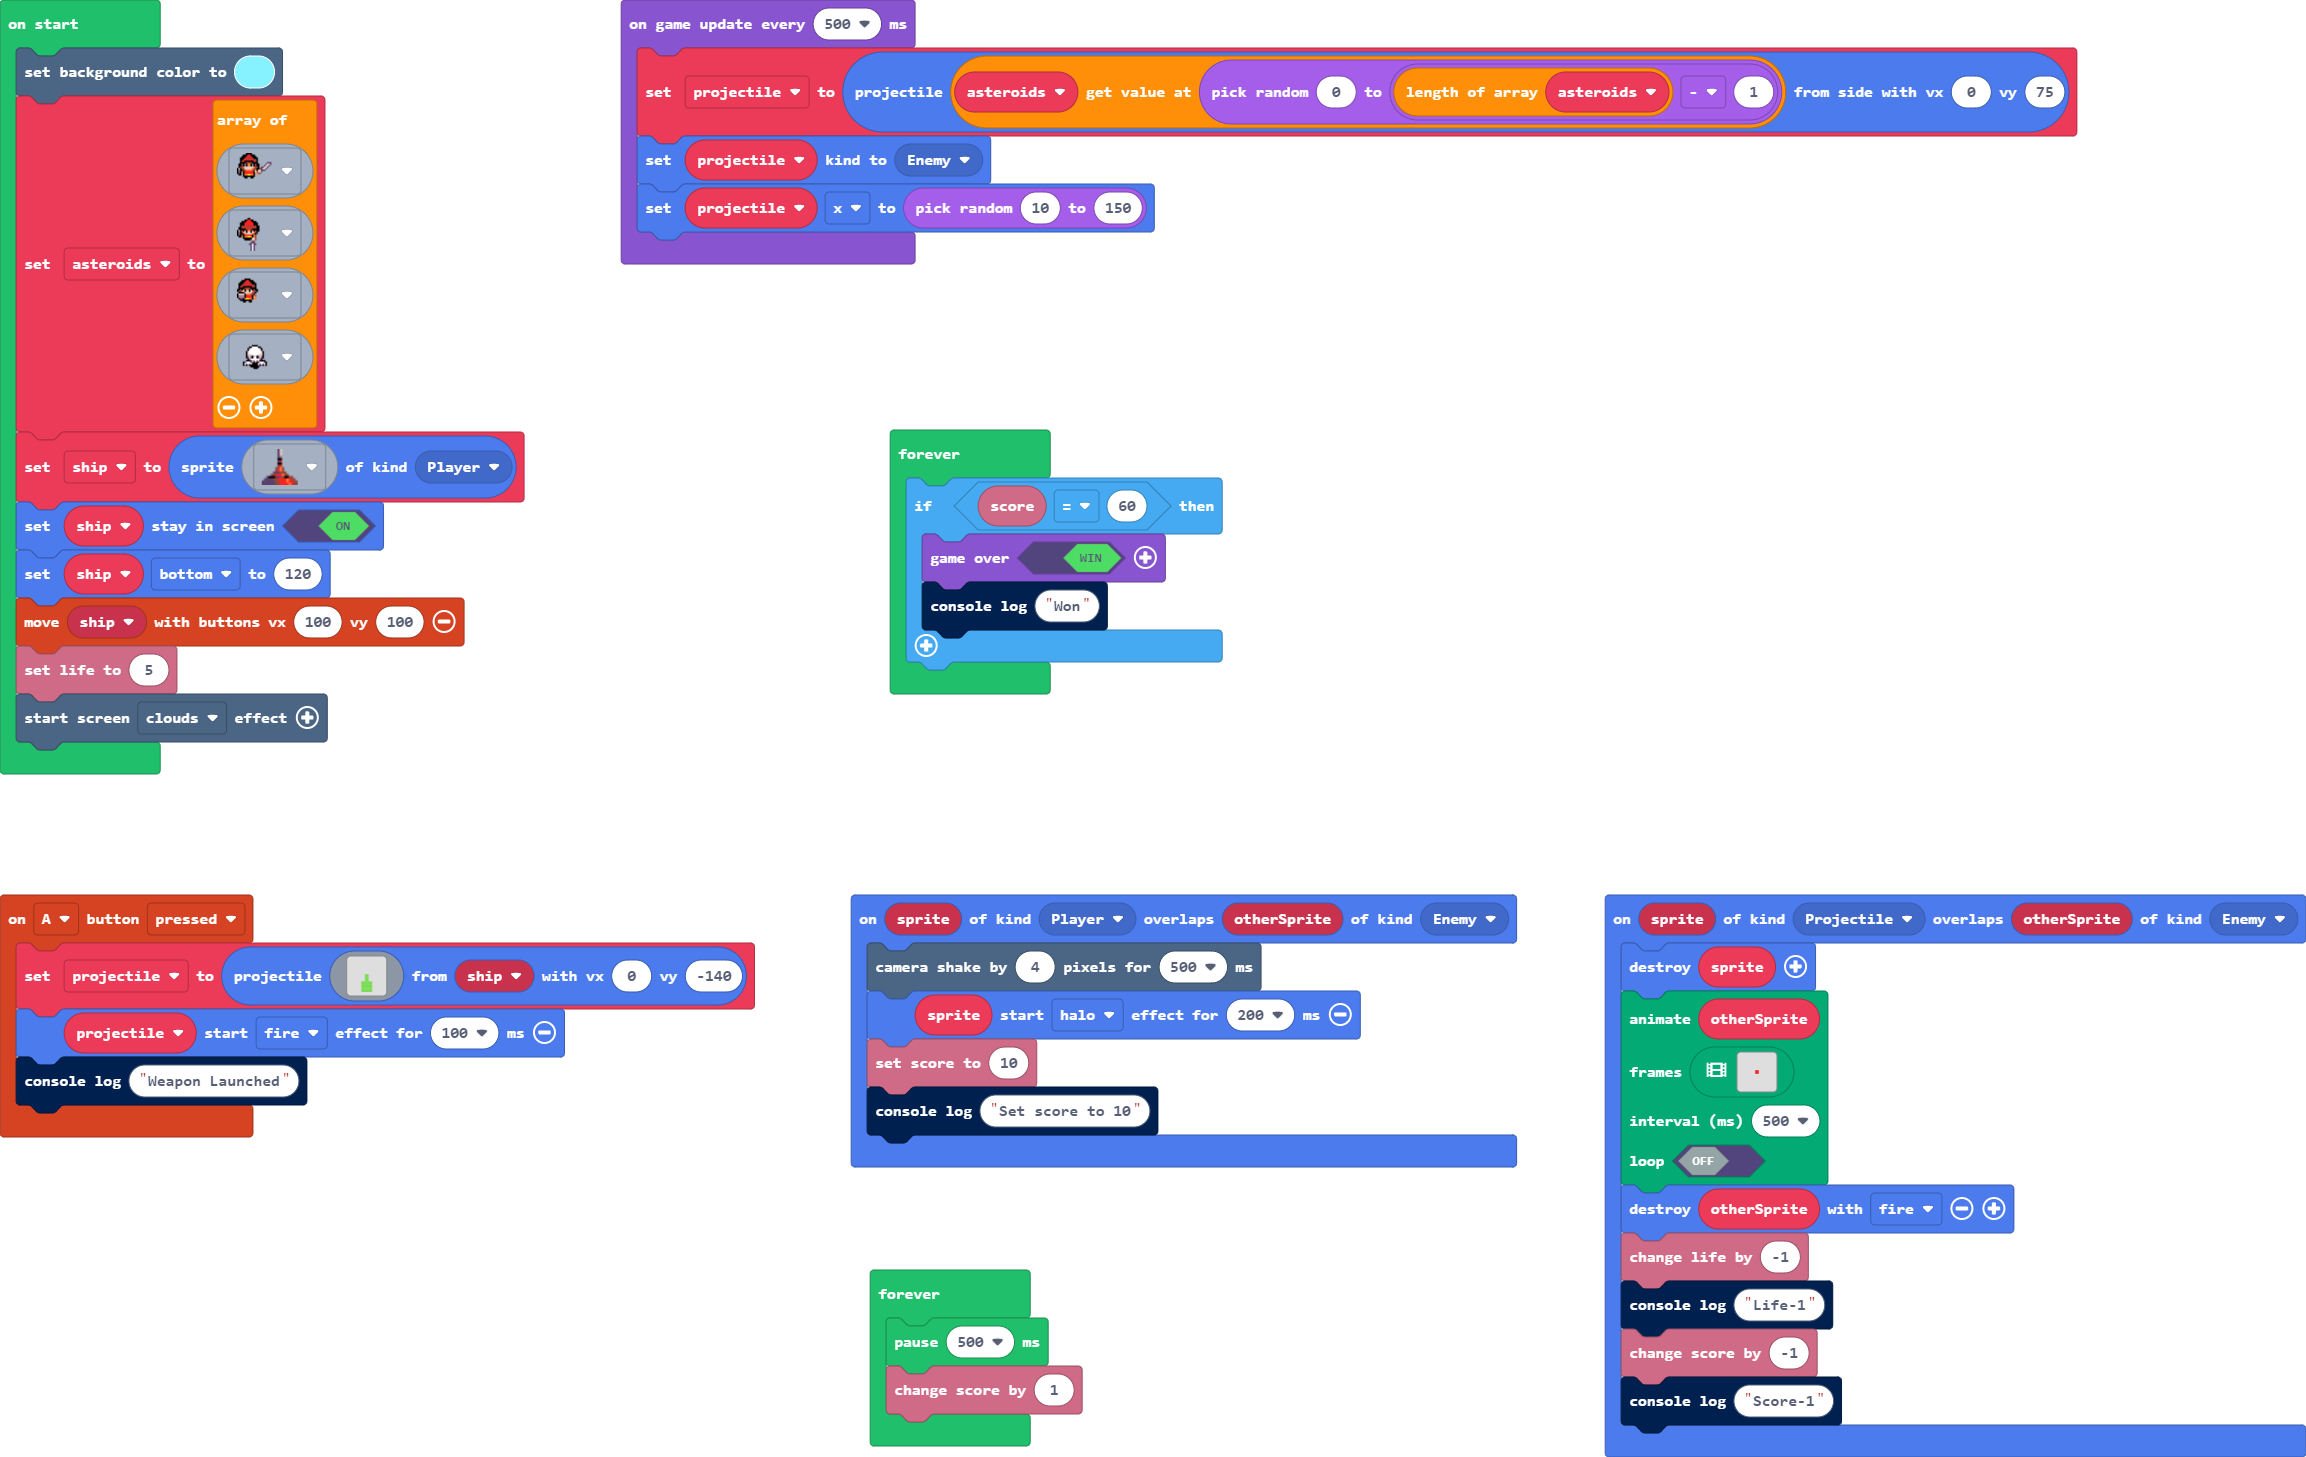 on start
set background color to
set asteroids to
array of
set ship to sprite of kind Player
set ship stay in screen ON
set ship bottom to 120
move ship with buttons vx 100 vy 100
set life to 5
start screen clouds effect
on game update every 500 ms
set projectile to projectile asteroids get value at pick random 0 to length of array asteroids - 1 from side with vx 0 vy 75
set projectile kind to Enemy
set projectile x to pick random 10 to 150
forever
if score = 60 then
game over WIN
console log "Won"
on A button pressed
set projectile to projectile from ship with vx 0 vy -140
projectile start fire effect for 100 ms
console log "Weapon Launched"
on sprite of kind Player overlaps otherSprite of kind Enemy
camera shake by 4 pixels for 500 ms
sprite start halo effect for 200 ms
set score to 10
console log "Set score to 10"
forever
pause 500 ms
change score by 1
on sprite of kind Projectile overlaps otherSprite of kind Enemy
destroy sprite
animate otherSprite
frames
interval (ms) 500
loop OFF
destroy otherSprite with fire
change life by -1
console log "Life-1"
change score by -1
console log "Score-1"